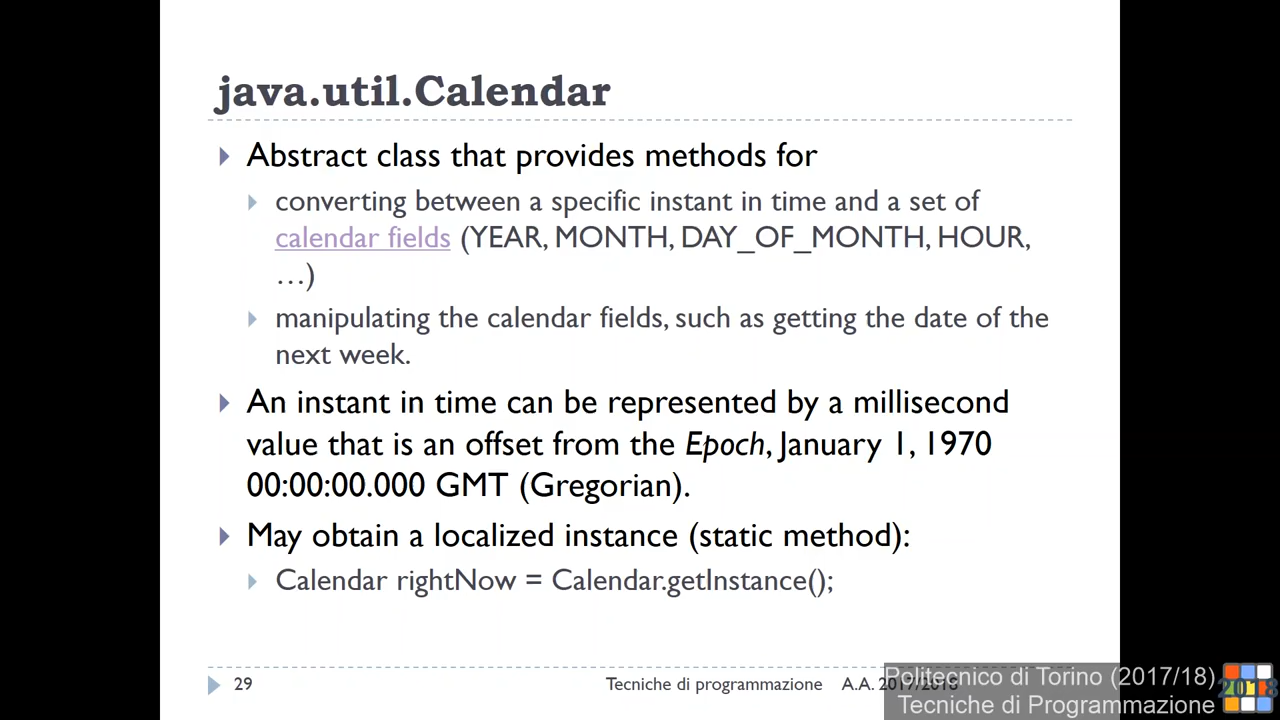 java.util.Calendar
Abstract class that provides methods for
converting between a specific instant in time and a set of
calendar fields (YEAR, MONTH, DAY_OF_MONTH, HOUR,
…)
manipulating the calendar fields, such as getting the date of the
next week.
An instant in time can be represented by a millisecond
value that is an offset from the Epoch, January 1, 1970
00:00:00.000 GMT (Gregorian).
May obtain a localized instance (static method):
Calendar rightNow = Calendar.getInstance();
29
Tecniche di programmazione A.A. 2017/2018
Politecnico di Torino (2017/18)
Tecniche di Programmazione
2018